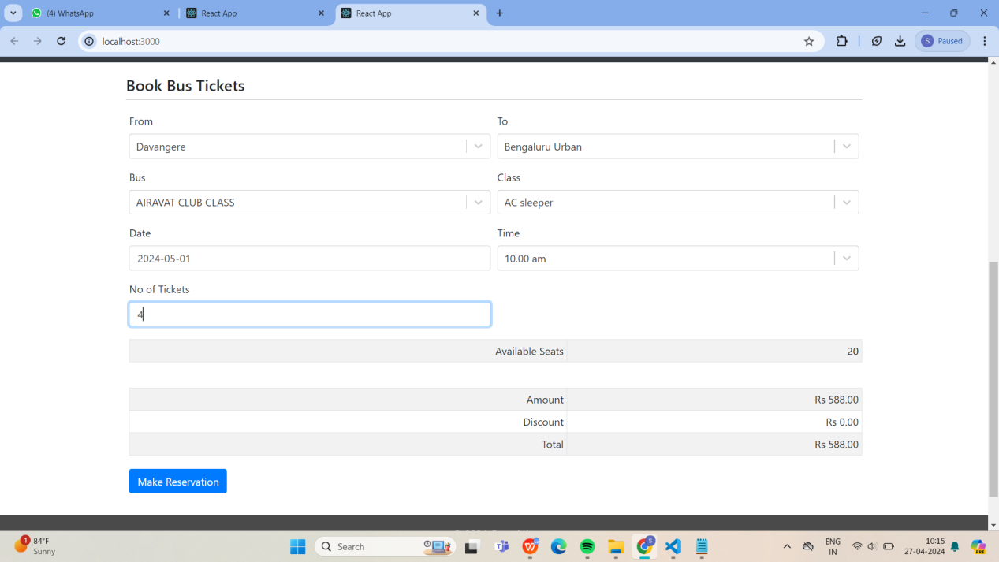 (4) WhatsApp
React App
React App
localhost:3000
S Paused
Book Bus Tickets
From
To
Davangere
Bengaluru Urban
Bus
Class
AIRAVAT CLUB CLASS
AC sleeper
Date
Time
2024-05-01
10.00 am
No of Tickets
4
Available Seats 20
Amount Rs 588.00
Discount Rs 0.00
Total Rs 588.00
Make Reservation
1
84°F
Sunny
Search
S
ENG
IN
10:15
27-04-2024
PRE